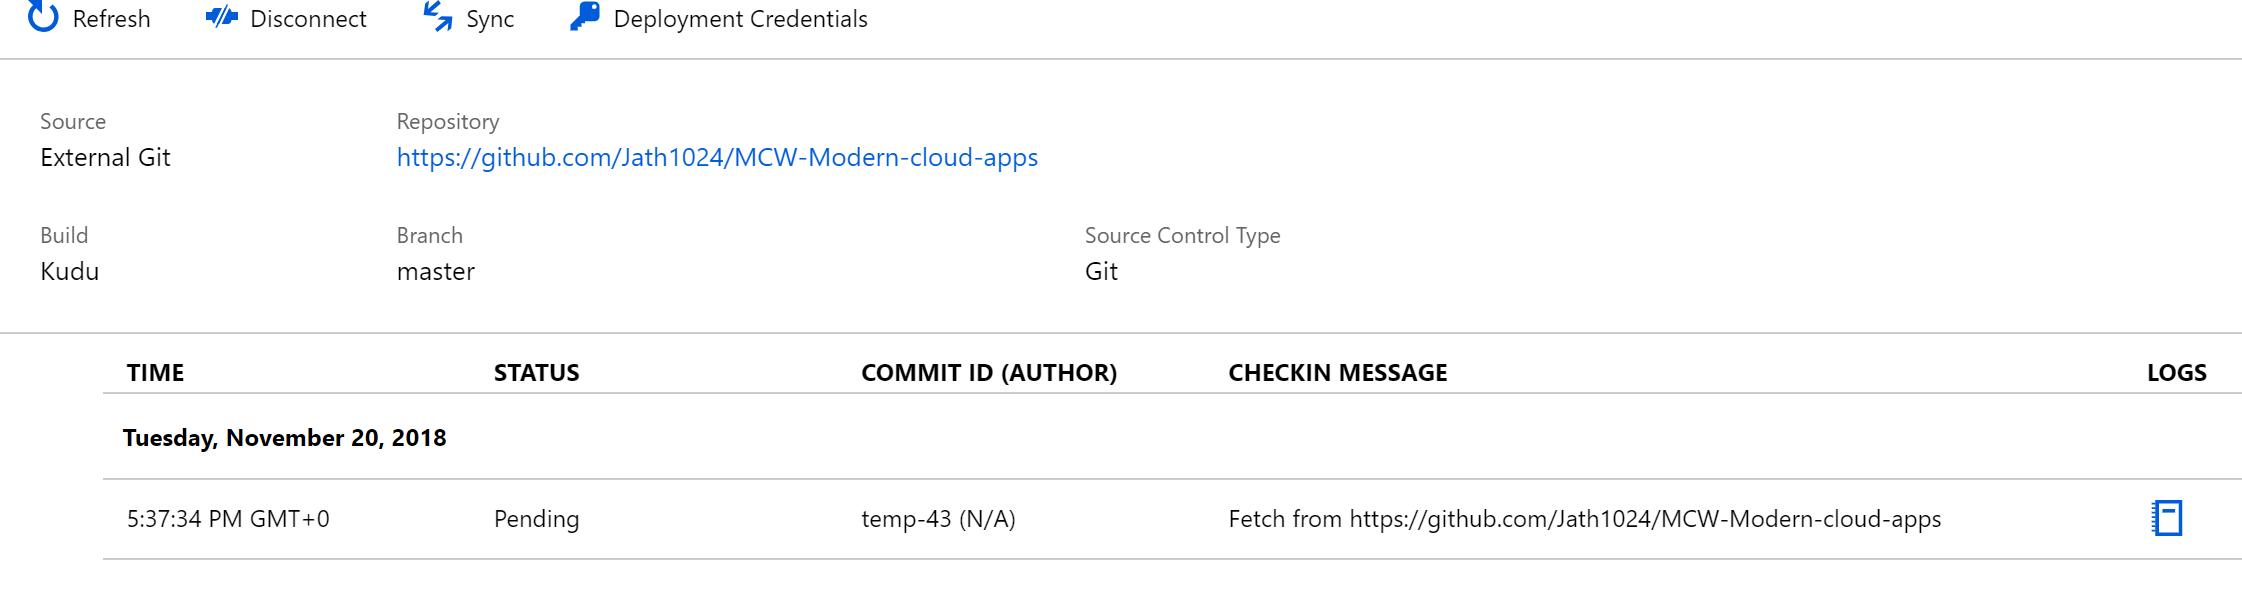 Refresh Disconnect Sync Deployment Credentials
Source Repository
External Git https://github.com/Jath1024/MCW-Modern-cloud-apps
Build Branch Source Control Type
Kudu master Git
TIME STATUS COMMIT ID (AUTHOR) CHECKIN MESSAGE LOGS
Tuesday, November 20, 2018
5:37:34 PM GMT+0 Pending temp-43 (N/A) Fetch from https://github.com/Jath1024/MCW-Modern-cloud-apps